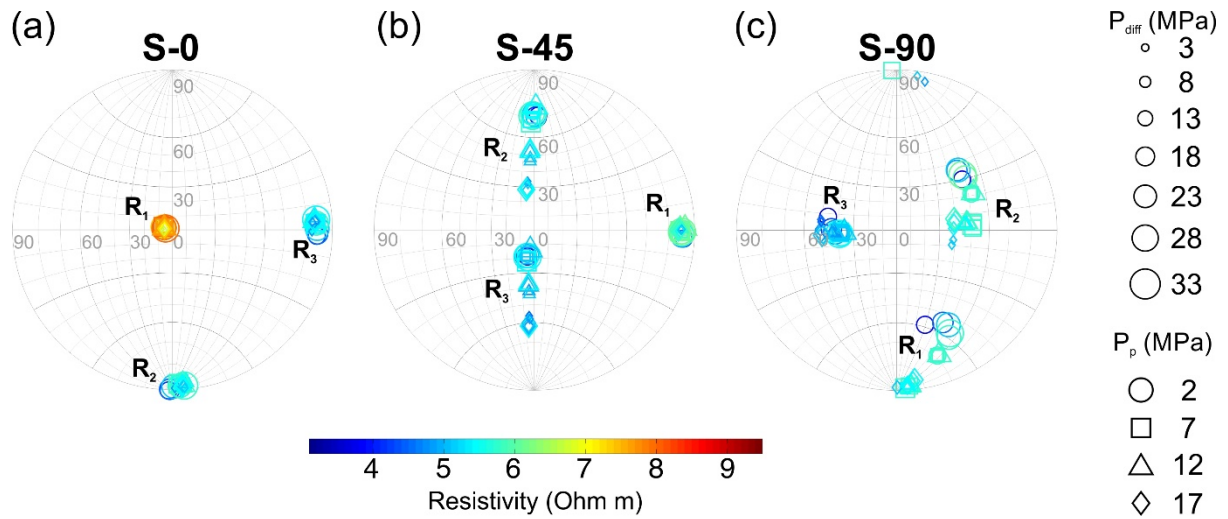 (a)
S-0
90
60
30
90
60
30
0
R₁
R₃
R₂
(b)
S-45
90
60
30
90
60
30
0
R₂
R₁
R₃
(c)
S-90
90
60
30
90
60
30
0
R₃
R₂
R₁
4 5 6 7 8 9
Resistivity (Ohm m)
P_diff (MPa)
3
8
13
18
23
28
33
P_p (MPa)
2
7
12
17